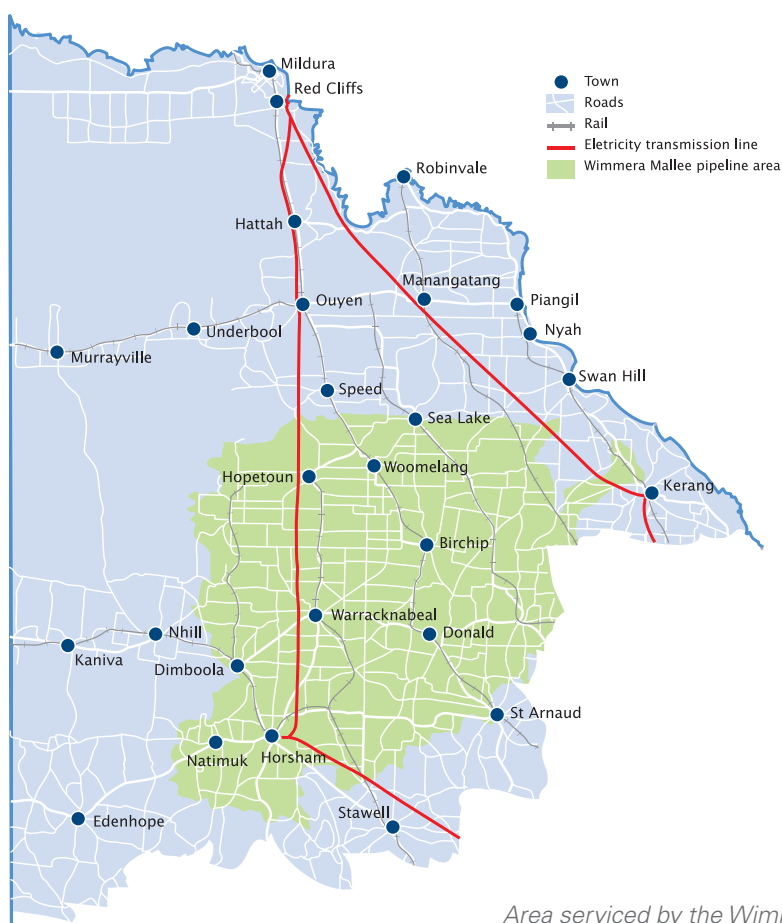 Mildura
Red Cliffs
Town
Roads
Rail
Eletricity transmission line
Wimmera Mallee pipeline area
Robinvale
Hattah
Manangatang
Ouyen
Piangil
Underbool
Nyah
Murrayville
Swan Hill
Speed
Sea Lake
Woomelang
Hopetoun
Kerang
Birchip
Warracknabeal
Nhill
Donald
Kaniva
Dimboola
St Arnaud
Natimuk
Horsham
Stawell
Edenhope
Area serviced by the Wim